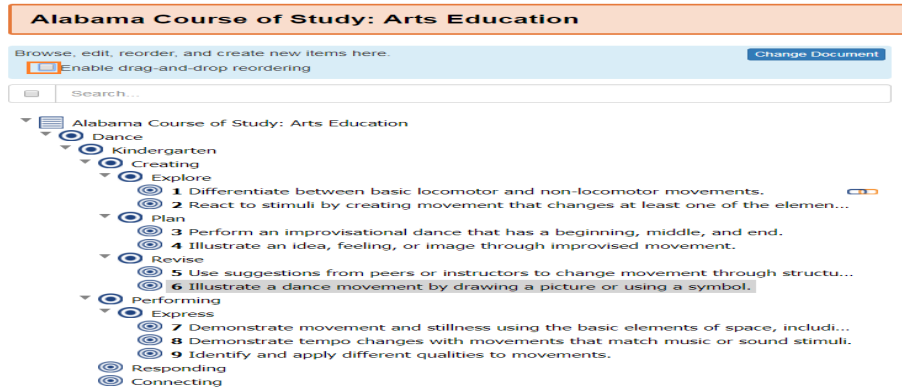 Alabama Course of Study: Arts Education
Browse, edit, reorder, and create new items here.
Change Document
Enable drag-and-drop reordering
Search...
Alabama Course of Study: Arts Education
Dance
Kindergarten
Creating
Explore
1 Differentiate between basic locomotor and non-locomotor movements.
2 React to stimuli by creating movement that changes at least one of the elemen...
Plan
3 Perform an improvisational dance that has a beginning, middle, and end.
4 Illustrate an idea, feeling, or image through improvised movement.
Revise
5 Use suggestions from peers or instructors to change movement through structu...
6 Illustrate a dance movement by drawing a picture or using a symbol.
Performing
Express
7 Demonstrate movement and stillness using the basic elements of space, includi...
8 Demonstrate tempo changes with movements that match music or sound stimuli.
9 Identify and apply different qualities to movements.
Responding
Connecting